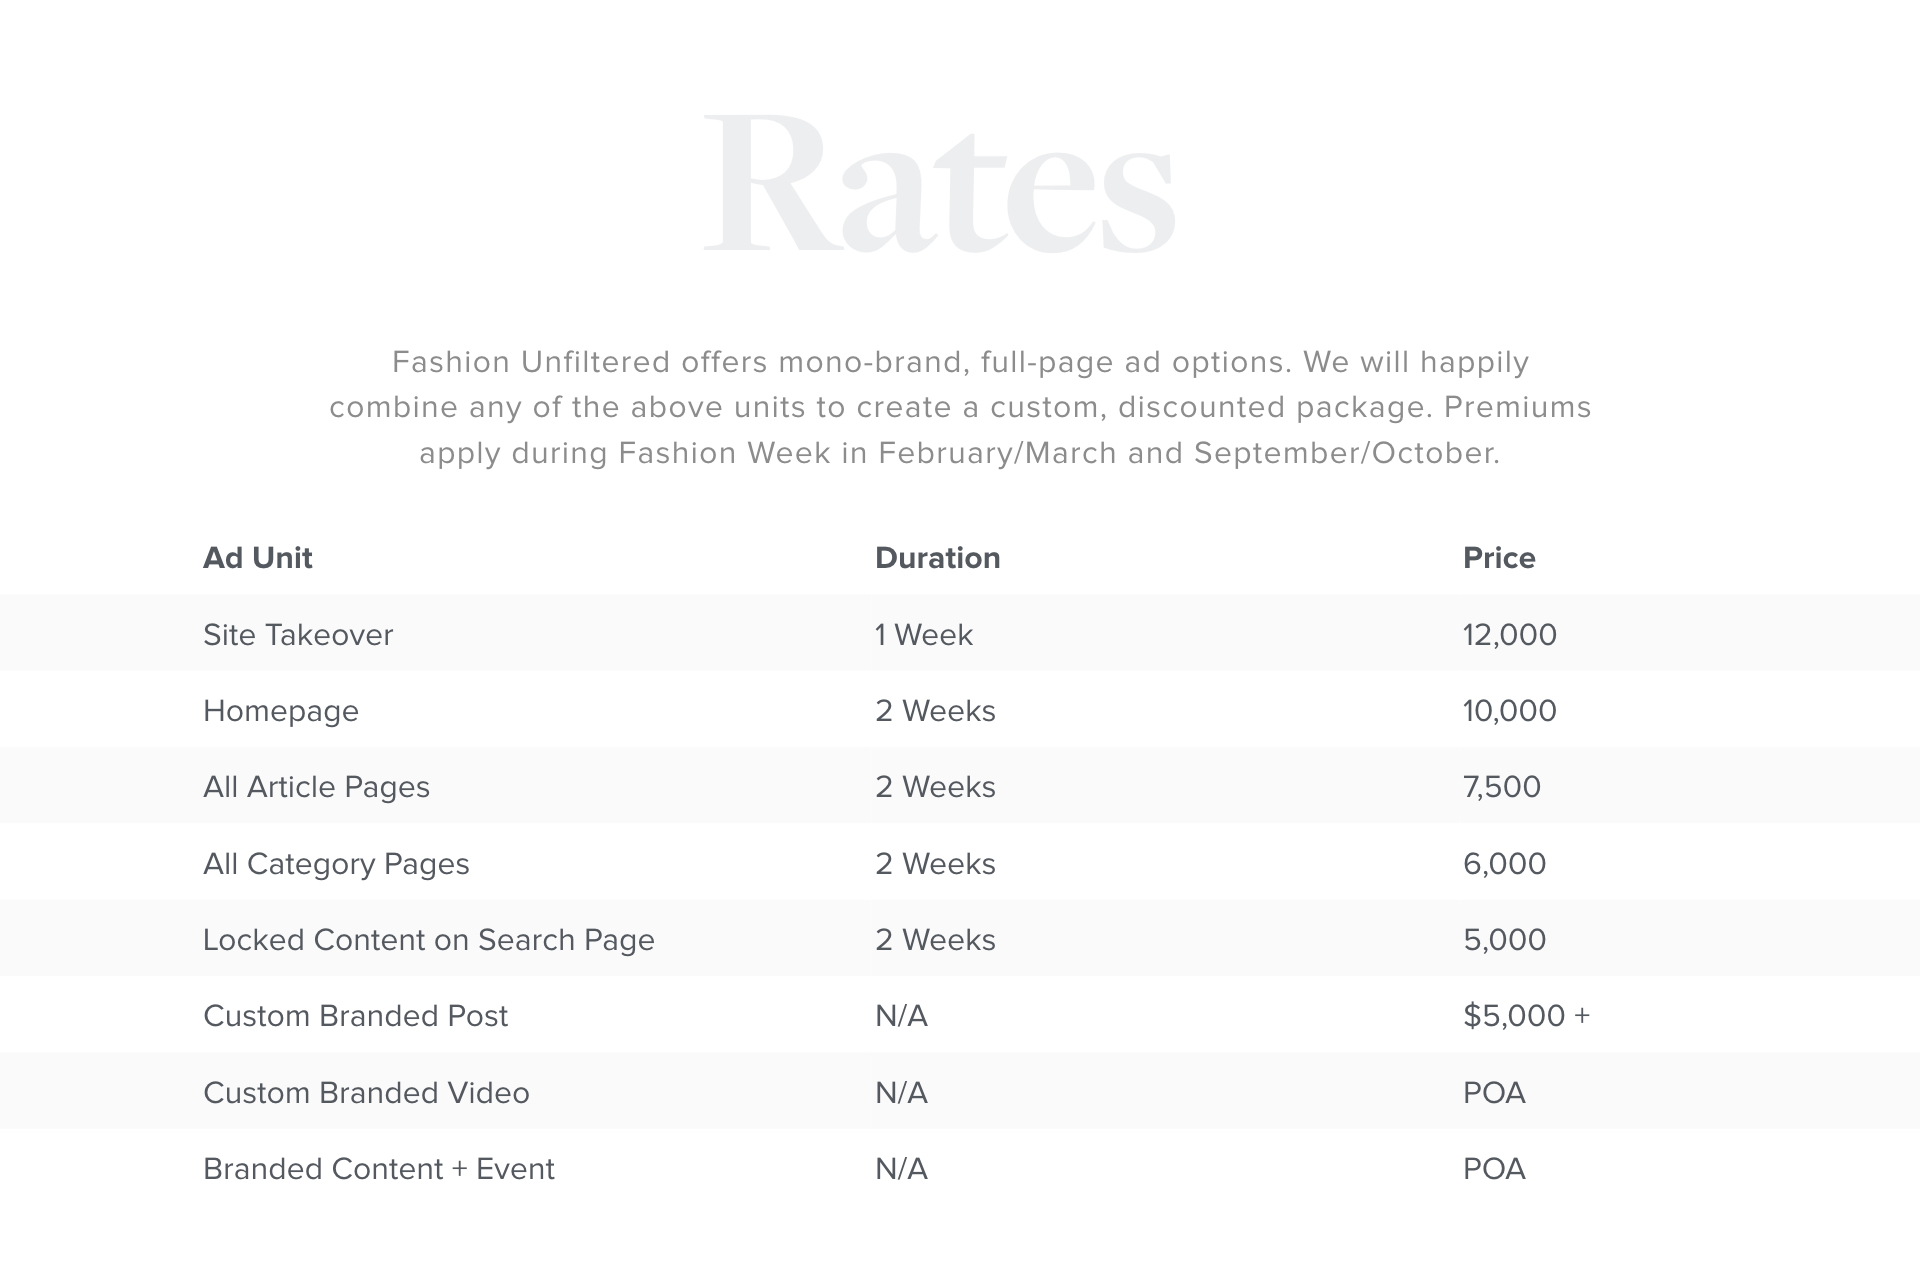 Rates
Fashion Unfiltered offers mono-brand, full-page ad options. We will happily
combine any of the above units to create a custom, discounted package. Premiums
apply during Fashion Week in February/March and September/October.
Ad Unit Duration Price
Site Takeover 1 Week 12,000
Homepage 2 Weeks 10,000
All Article Pages 2 Weeks 7,500
All Category Pages 2 Weeks 6,000
Locked Content on Search Page 2 Weeks 5,000
Custom Branded Post N/A $5,000 +
Custom Branded Video N/A POA
Branded Content + Event N/A POA